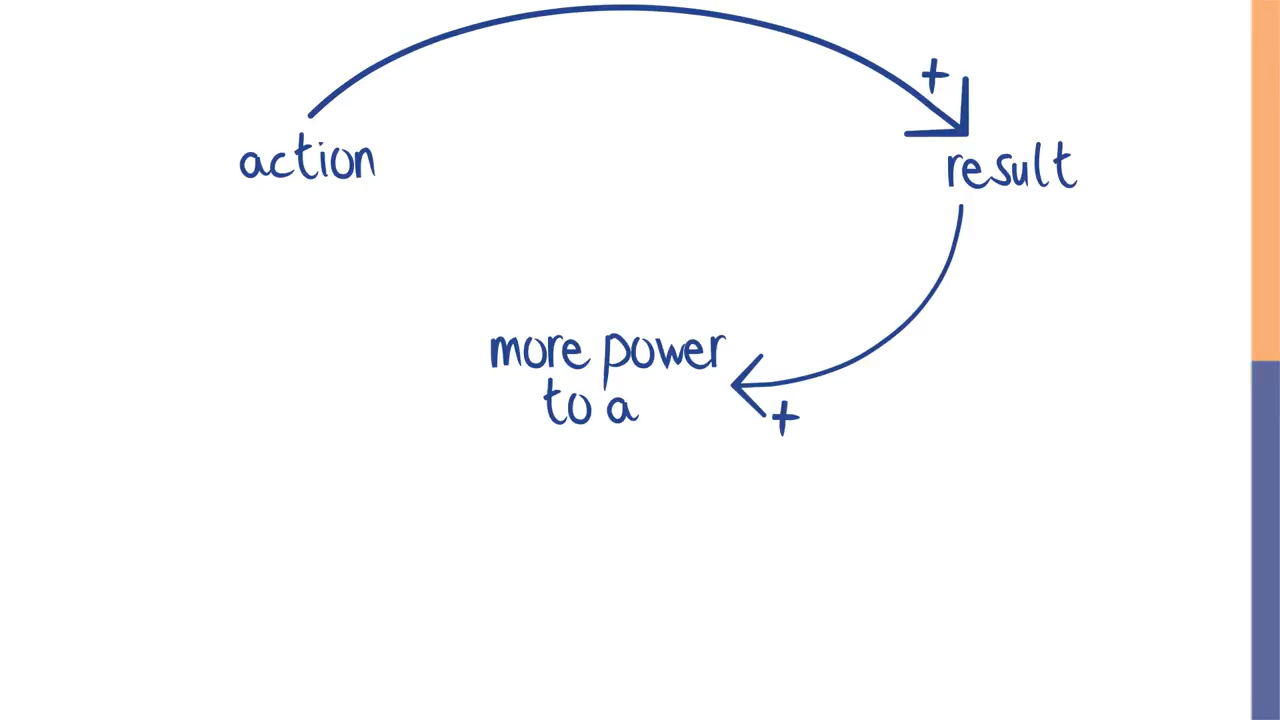 +
action
result
more power
to a
+